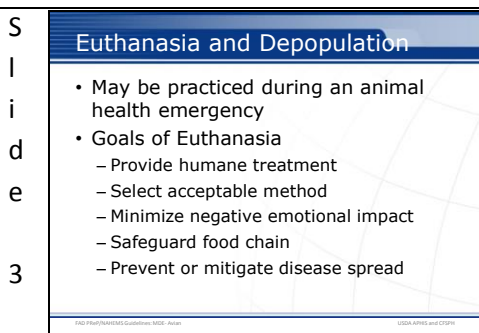 Slide 3
Euthanasia and Depopulation
• May be practiced during an animal
health emergency
• Goals of Euthanasia
– Provide humane treatment
– Select acceptable method
– Minimize negative emotional impact
– Safeguard food chain
– Prevent or mitigate disease spread
FAD PReP/NAHEMS Guidelines: MDE- Avian
USDA APHIS and CFSPH